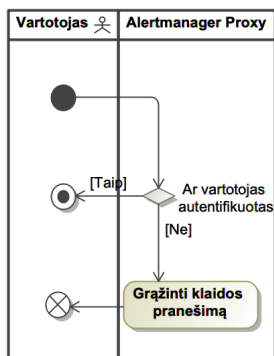 Vartotojas
Alertmanager Proxy
[Taip]
Ar vartotojas
autentifikuotas
[Ne]
Grąžinti klaidos
pranešimą